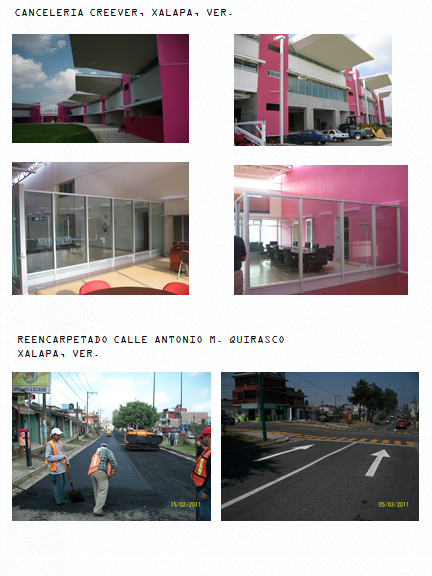 CANCELERIA CREEVER, XALAPA, VER.
REENCARPETADO CALLE ANTONIO M. QUIRASCO
XALAPA, VER.
15/02/2011
05/03/2011